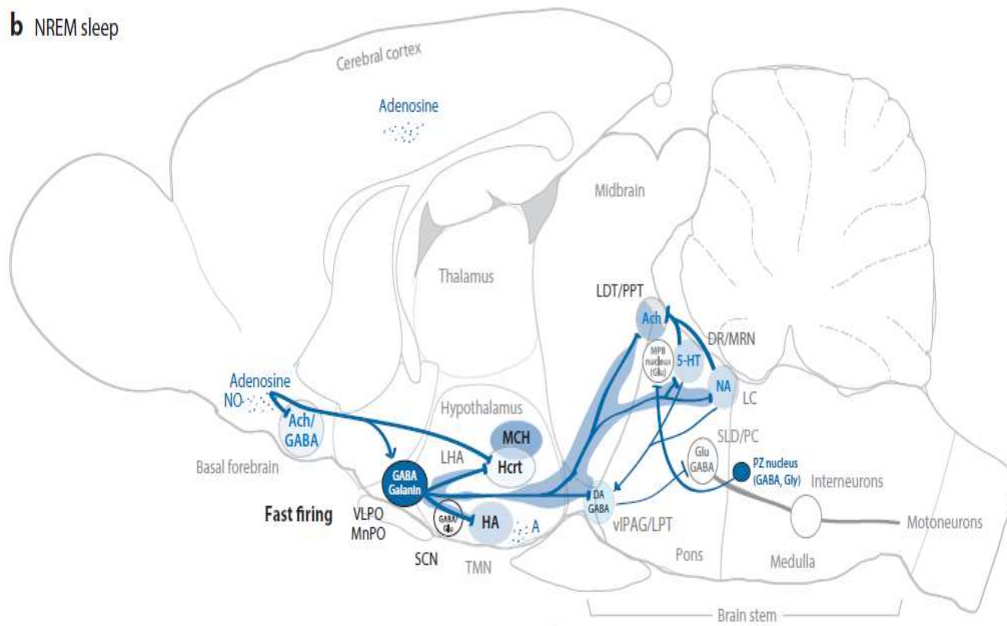 b NREM sleep
Cerebral cortex
Adenosine
Midbrain
Thalamus
LDT/PPT
Ach
DR/MRN
MPB
nucleus
(Glu)
5-HT
NA
LC
Adenosine
NO
Ach/
GABA
Basal forebrain
Hypothalamus
MCH
LHA
Hcrt
SLD/PC
Glu
GABA
PZ nucleus
(GABA, Gly)
Interneurons
GABA
Galanin
Fast firing
VLPO
MnPO
GABA/
Glu
HA
A
DA
GABA
vlPAG/LPT
Motoneurons
SCN
TMN
Pons
Medulla
Brain stem